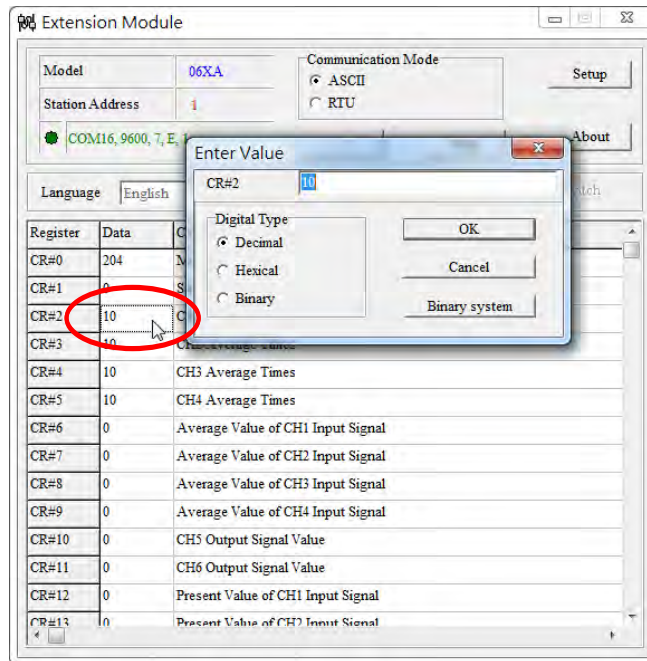 Extension Module
Model 06XA
Communication Mode
ASCII
RTU
Setup
Station Address 1
COM16, 9600, 7, E,
About
Enter Value
CR#2 10
Digital Type
Decimal
Hexical
Binary
OK
Cancel
Binary system
Language English
Register Data
CR#0 204
CR#1 0
CR#2 10
CR#3 10
CR#4 10 CH3 Average Times
CR#5 10 CH4 Average Times
CR#6 0 Average Value of CH1 Input Signal
CR#7 0 Average Value of CH2 Input Signal
CR#8 0 Average Value of CH3 Input Signal
CR#9 0 Average Value of CH4 Input Signal
CR#10 0 CH5 Output Signal Value
CR#11 0 CH6 Output Signal Value
CR#12 0 Present Value of CH1 Input Signal
CR#13 0 Present Value of CH2 Input Signal